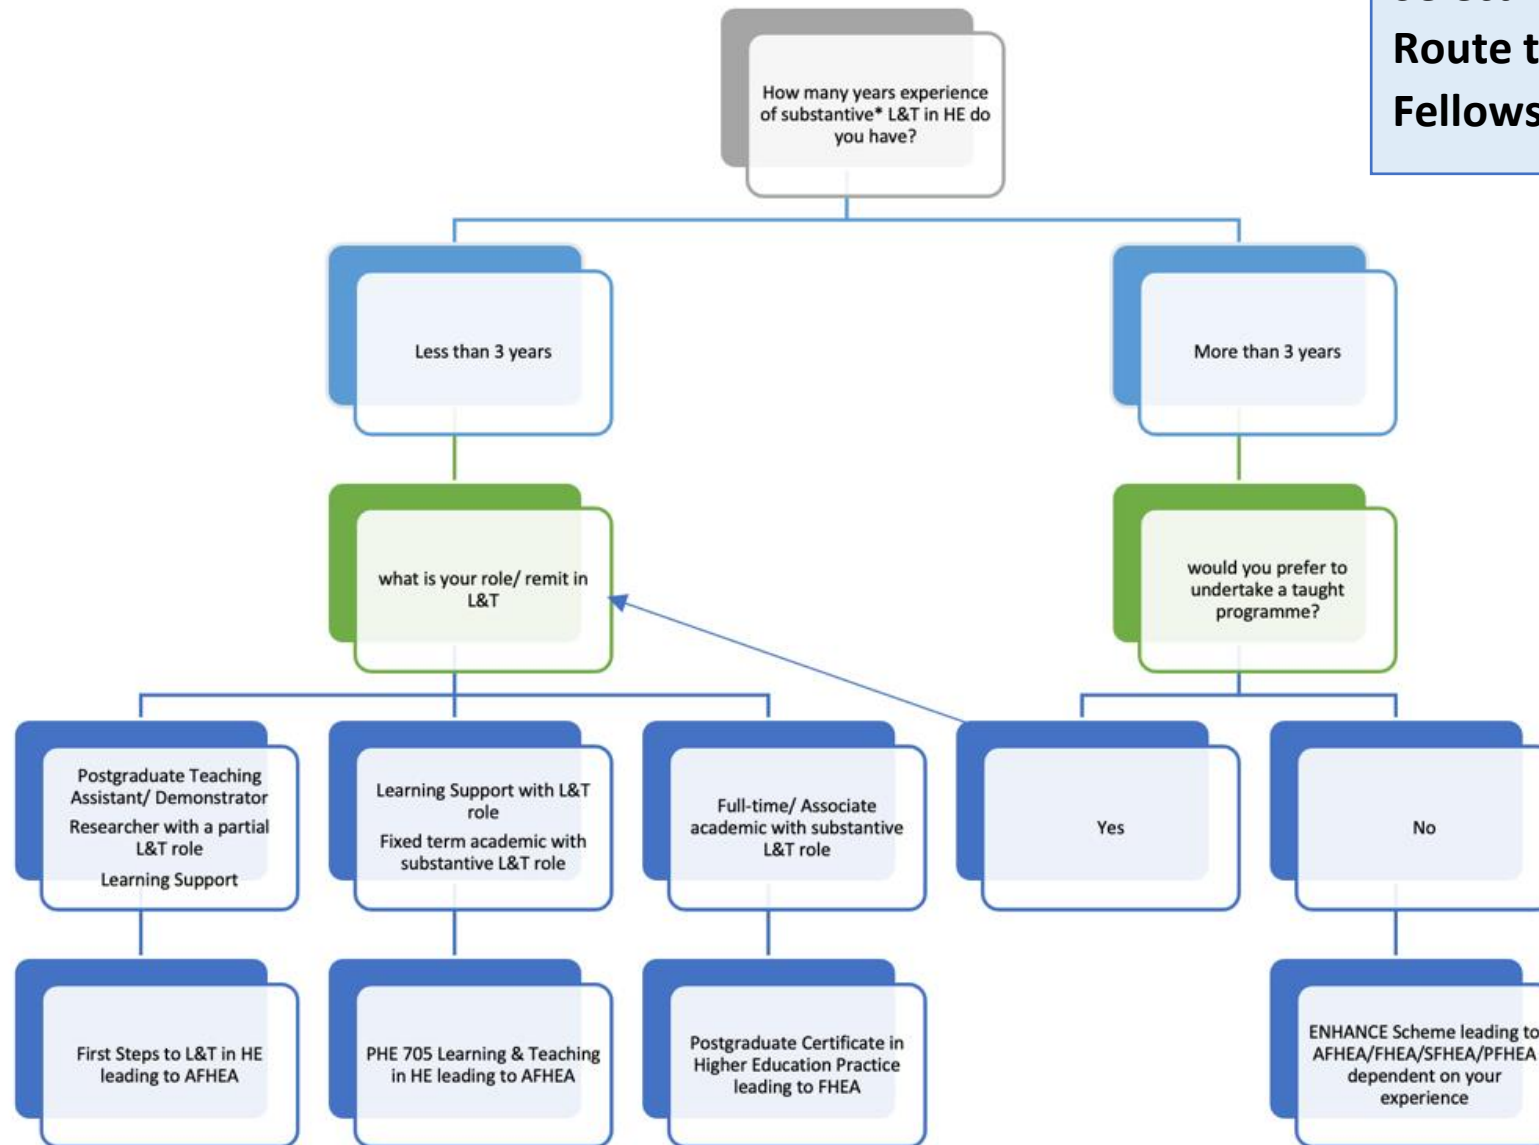 Route t
Fellows
How many years experience
of substantive* L&T in HE do
you have?
Less than 3 years
More than 3 years
what is your role/ remit in
L&T
would you prefer to
undertake a taught
programme?
Postgraduate Teaching
Assistant/ Demonstrator
Researcher with a partial
L&T role
Learning Support
Learning Support with L&T
role
Fixed term academic with
substantive L&T role
Full-time/ Associate
academic with substantive
L&T role
Yes
No
First Steps to L&T in HE
leading to AFHEA
PHE 705 Learning & Teaching
in HE leading to AFHEA
Postgraduate Certificate in
Higher Education Practice
leading to FHEA
ENHANCE Scheme leading to
AFHEA/FHEA/SFHEA/PFHEA
dependent on your
experience